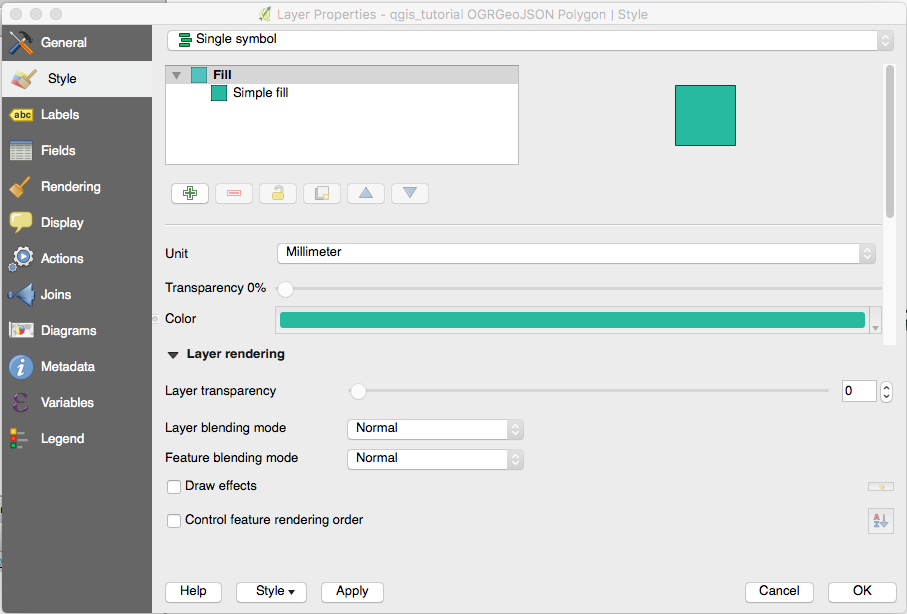 Layer Properties - qgis_tutorial OGRGeoJSON Polygon | Style
General
Style
abc Labels
Fields
Rendering
Display
Actions
Joins
Diagrams
Metadata
Variables
Legend
Single symbol
Fill
Simple fill
Unit Millimeter
Transparency 0%
Color
Layer rendering
Layer transparency 0
Layer blending mode Normal
Feature blending mode Normal
Draw effects
Control feature rendering order
Help Style Apply Cancel OK